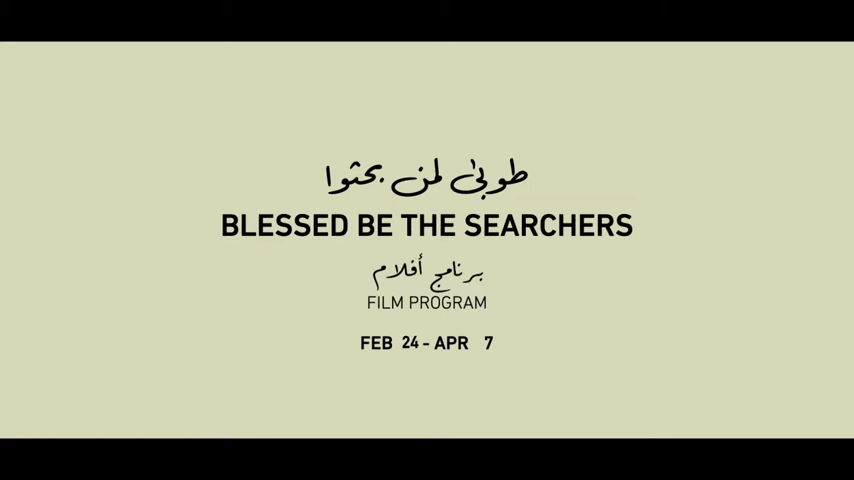 طوبىٰ لمن بحثوا
BLESSED BE THE SEARCHERS
برنامج أفلام
FILM PROGRAM
FEB 24 - APR 7